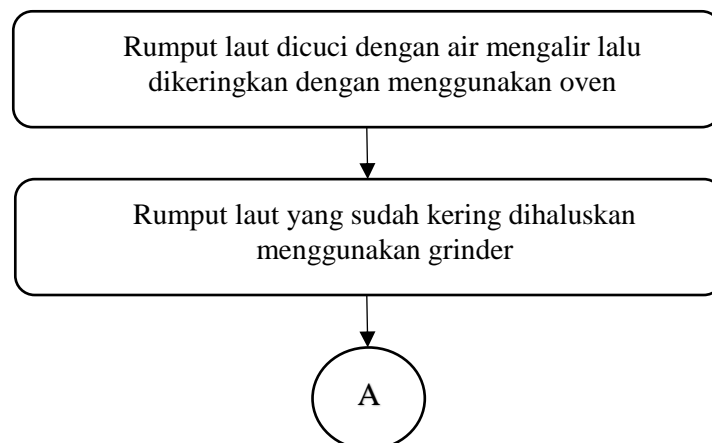 Rumput laut dicuci dengan air mengalir lalu
dikeringkan dengan menggunakan oven
Rumput laut yang sudah kering dihaluskan
menggunakan grinder
A